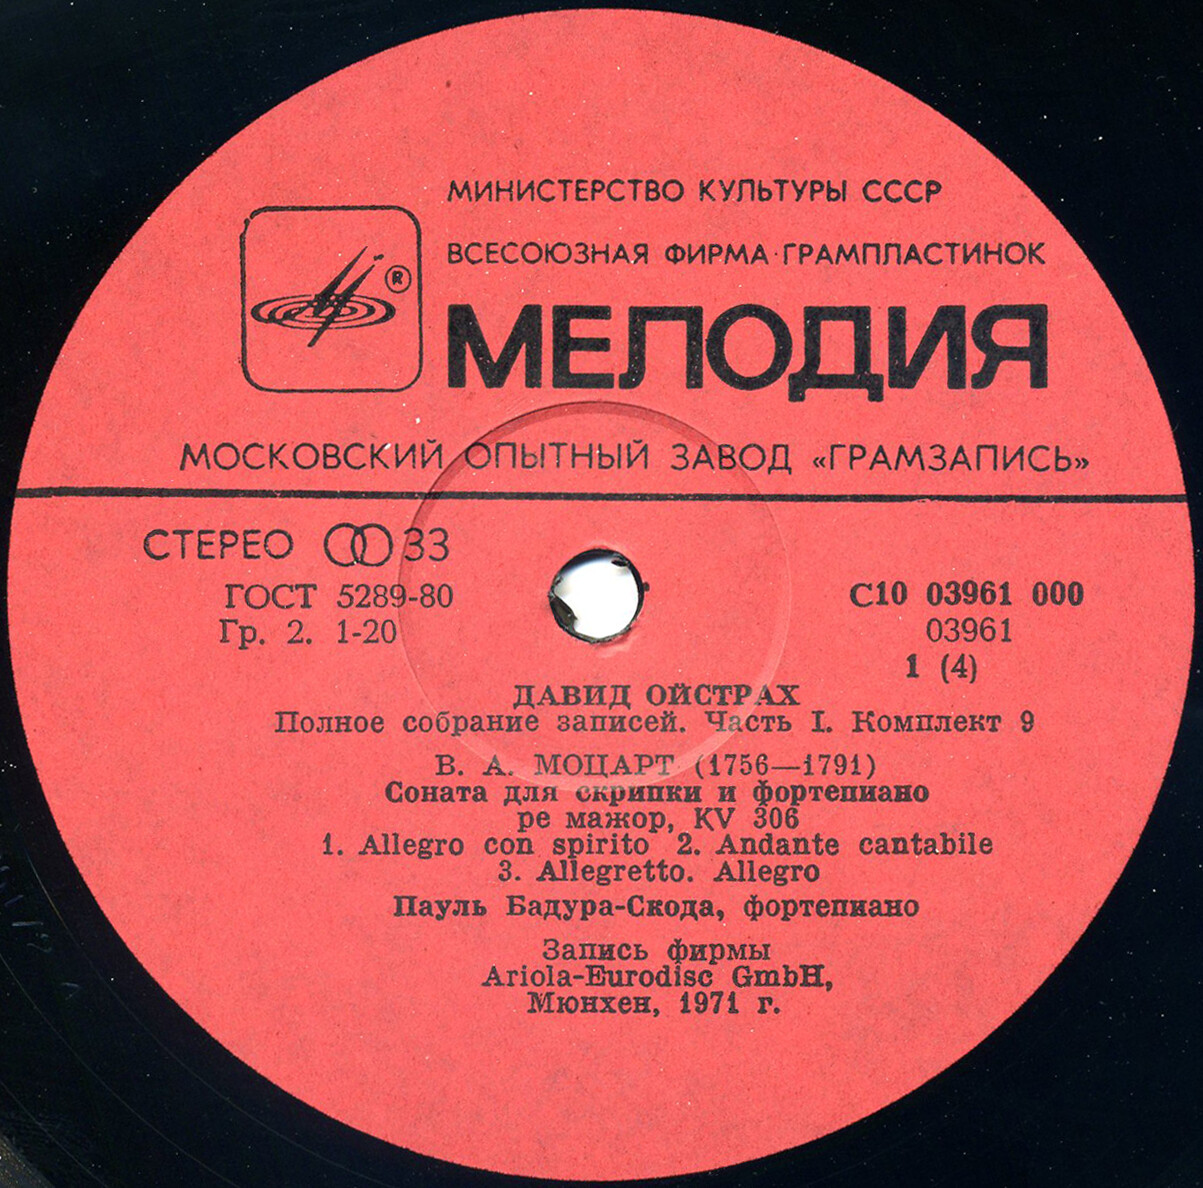 МИНИСТЕРСТВО КУЛЬТУРЫ СССР
ВСЕСОЮЗНАЯ ФИРМА ГРАМПЛАСТИНОК
®
МЕЛОДИЯ
МОСКОВСКИЙ ОПЫТНЫЙ ЗАВОД «ГРАМЗАПИСЬ»
СТЕРЕО 33
ГОСТ 5289-80
Гр. 2. 1-20
С10 03961 000
03961
1 (4)
ДАВИД ОЙСТРАХ
Полное собрание записей. Часть I. Комплект 9
В. А. МОЦАРТ (1756—1791)
Соната для скрипки и фортепиано
ре мажор, KV 306
1. Allegro con spirito 2. Andante cantabile
3. Allegretto. Allegro
Пауль Бадура-Скода, фортепиано
Запись фирмы
Ariola-Eurodisc GmbH,
Мюнхен, 1971 г.